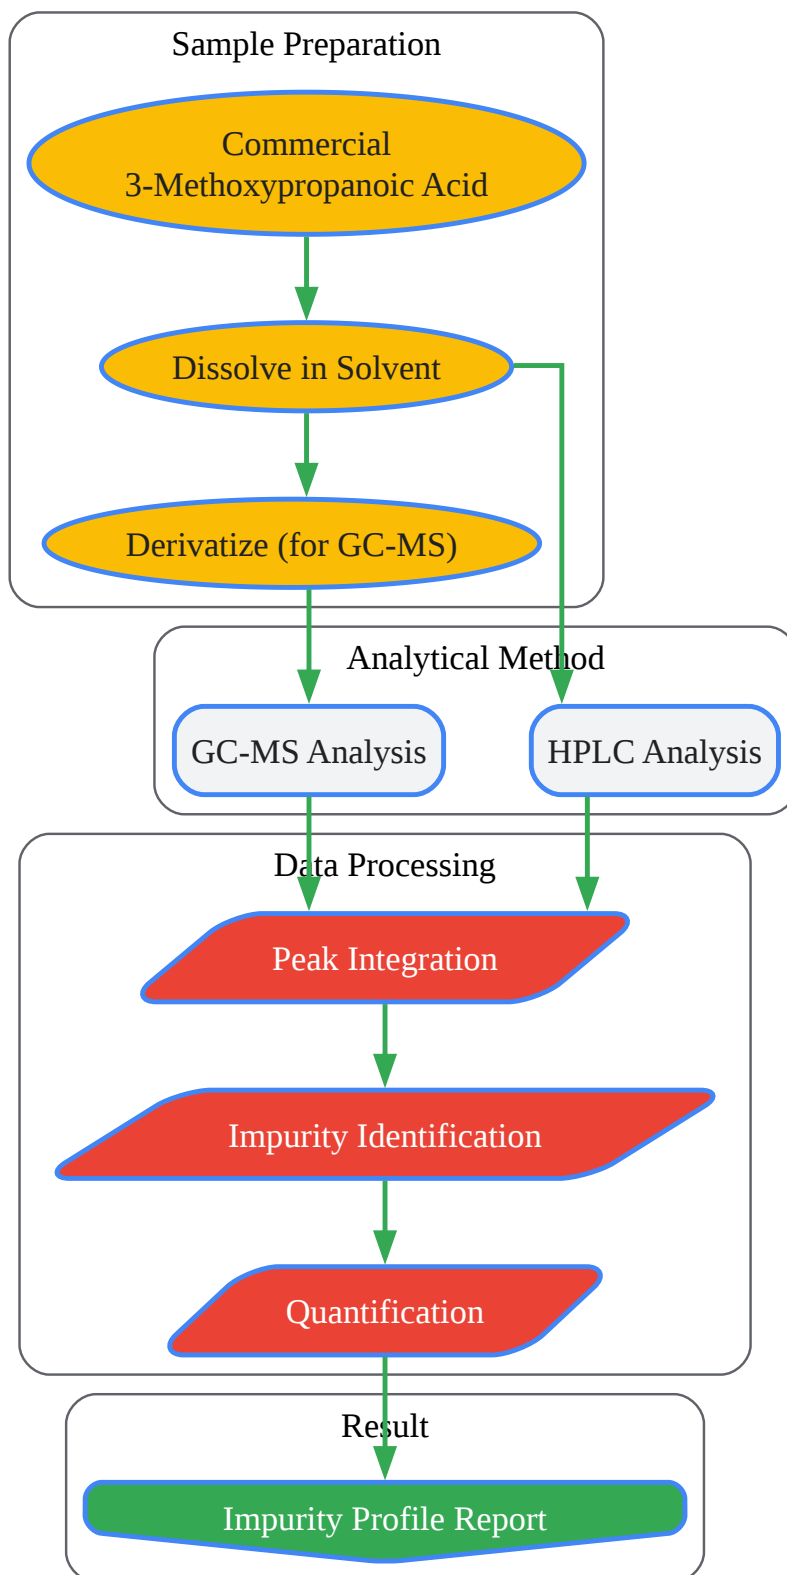 Sample Preparation
Commercial
3-Methoxypropanoic Acid
Dissolve in Solvent
Derivatize (for GC-MS)
Analytical Method
GC-MS Analysis
HPLC Analysis
Data Processing
Peak Integration
Impurity Identification
Quantification
Result
Impurity Profile Report